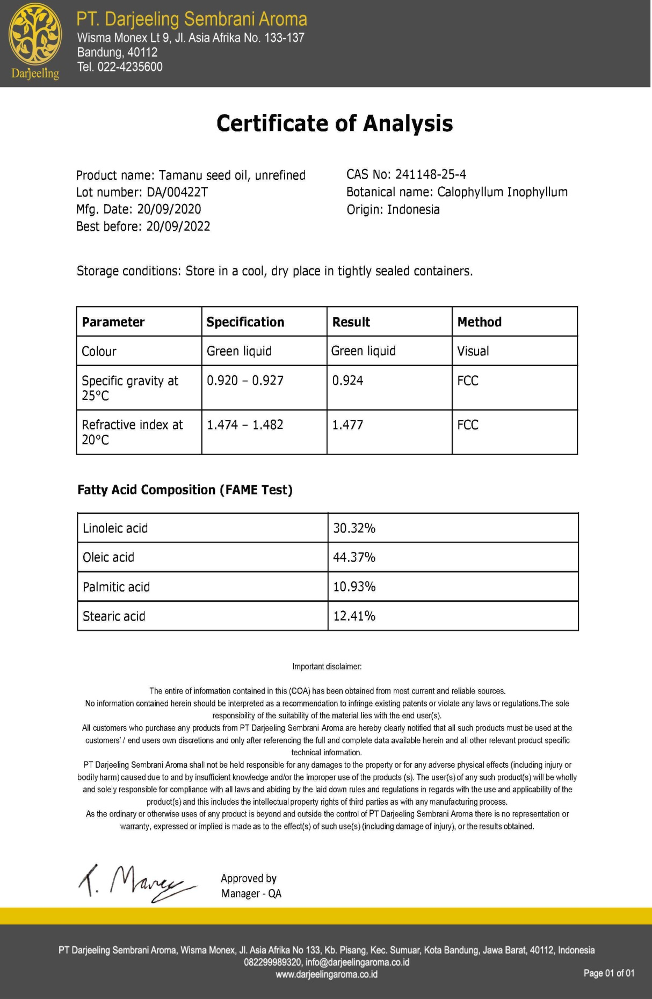 PT. Darjeeling Sembrani Aroma
Wisma Monex Lt 9, Jl. Asia Afrika No. 133-137
Bandung, 40112
Tel. 022-4235600
Darjeeling
Certificate of Analysis
Product name: Tamanu seed oil, unrefined
Lot number: DA/00422T
Mfg. Date: 20/09/2020
Best before: 20/09/2022
CAS No: 241148-25-4
Botanical name: Calophyllum Inophyllum
Origin: Indonesia
Storage conditions: Store in a cool, dry place in tightly sealed containers.
Parameter Specification Result Method
Colour Green liquid Green liquid Visual
Specific gravity at 0.920 – 0.927 0.924 FCC
25°C
Refractive index at 1.474 – 1.482 1.477 FCC
20°C
Fatty Acid Composition (FAME Test)
Linoleic acid 30.32%
Oleic acid 44.37%
Palmitic acid 10.93%
Stearic acid 12.41%
Important disclaimer:
The entire of information contained in this (COA) has been obtained from most current and reliable sources.
No information contained herein should be interpreted as a recommendation to infringe existing patents or violate any laws or regulations.The sole
responsibility of the suitability of the material lies with the end user(s).
All customers who purchase any products from PT Darjeeling Sembrani Aroma are hereby clearly notified that all such products must be used at the
customers' / end users own discretions and only after referencing the full and complete data available herein and all other relevant product specific
technical information.
PT Darjeeling Sembrani Aroma shall not be held responsible for any damages to the property or for any adverse physical effects (including injury or
bodily harm) caused due to and by insufficient knowledge and/or the improper use of the products (s). The user(s) of any such product(s) will be wholly
and solely responsible for compliance with all laws and abiding by the laid down rules and regulations in regards with the use and applicability of the
product(s) and this includes the intellectual property rights of third parties as with any manufacturing process.
As the ordinary or otherwise uses of any product is beyond and outside the control of PT Darjeeling Sembrani Aroma there is no representation or
warranty, expressed or implied is made as to the effect(s) of such use(s) (including damage of injury), or the results obtained.
Approved by
Manager - QA
PT Darjeeling Sembrani Aroma, Wisma Monex, Jl. Asia Afrika No 133, Kb. Pisang, Kec. Sumuar, Kota Bandung, Jawa Barat, 40112, Indonesia
082299989320, info@darjeelingaroma.co.id
www.darjeelingaroma.co.id
Page 01 of 01